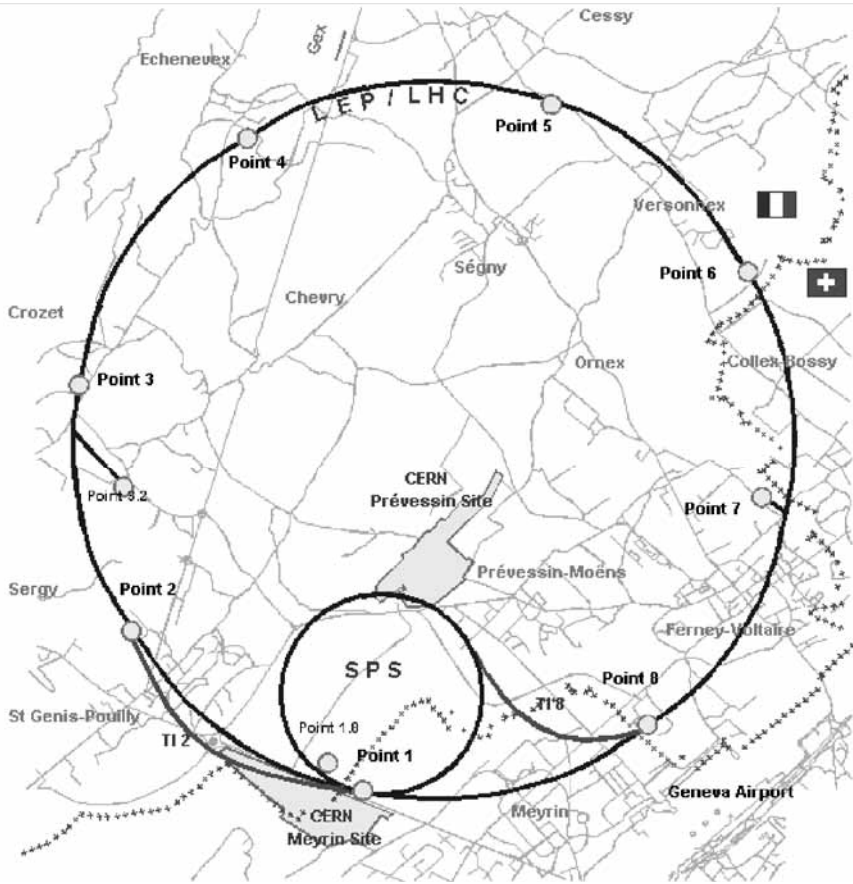 Cessy
Echenevex
Gex
LEP / LHC
Point 5
Point 4
Versonnex
Ségny
Point 6
Chevry
Crozet
Collex-Bossy
Ornex
Point 3
CERN
Prévessin Site
Point 3.2
Point 7
Prévessin-Moëns
Sergy
Point 2
Ferney-Voltaire
SPS
Point 8
TI 8
St Genis-Pouilly
Point 1.8
TI 2
Point 1
Geneva Airport
Meyrin
CERN
Meyrin Site